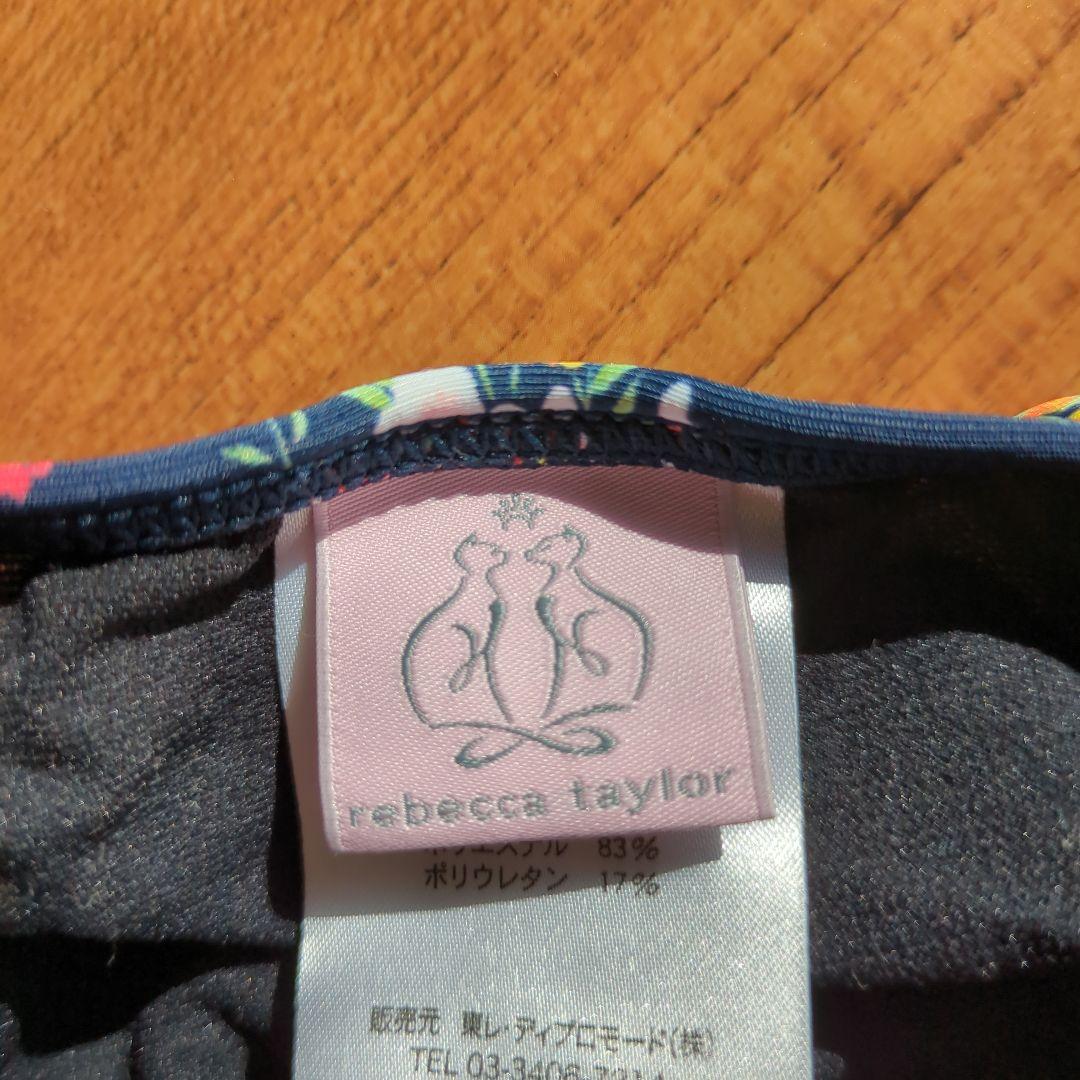 rebecca taylor
ポリエステル 83%
ポリウレタン 17%
販売元 東レ・ディプロモード(株)
TEL 03-3406-7214